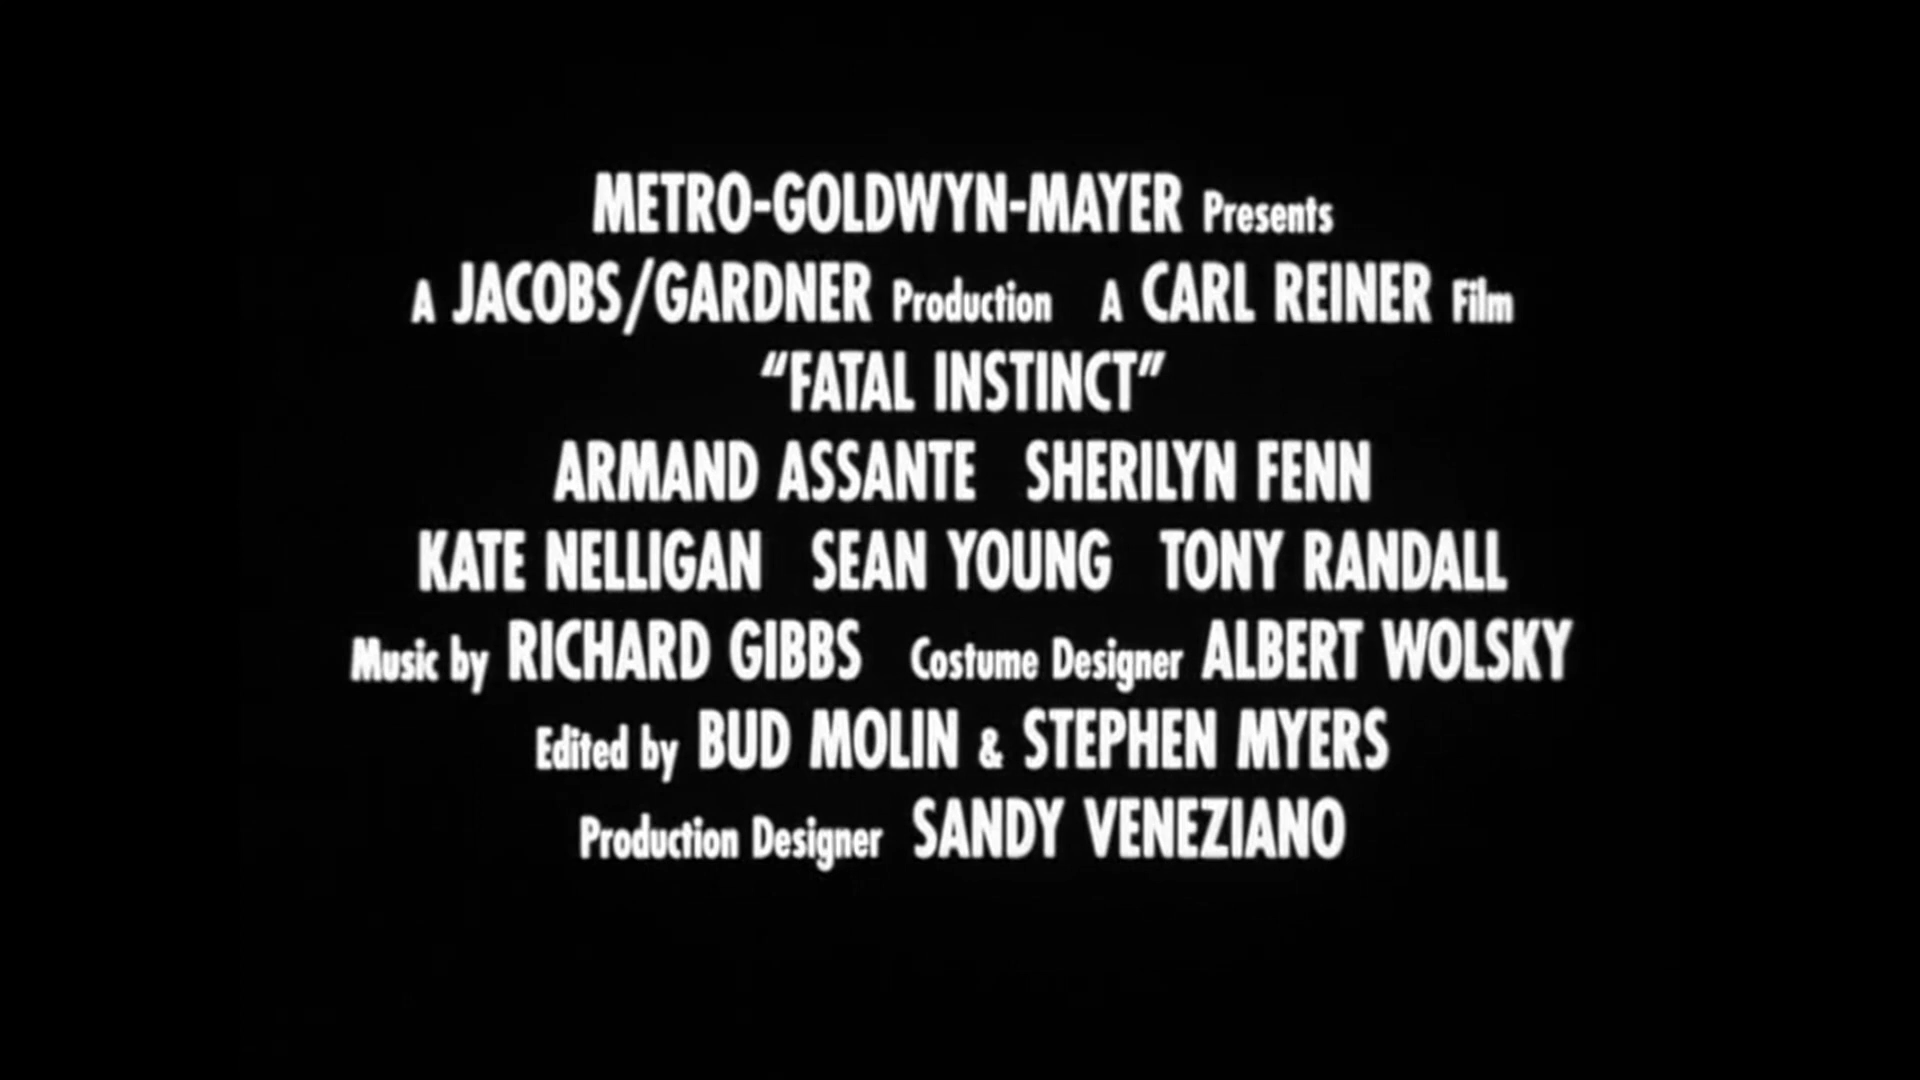 METRO-GOLDWYN-MAYER Presents
A JACOBS/GARDNER Production A CARL REINER Film
“FATAL INSTINCT”
ARMAND ASSANTE SHERILYN FENN
KATE NELLIGAN SEAN YOUNG TONY RANDALL
Music by RICHARD GIBBS Costume Designer ALBERT WOLSKY
Edited by BUD MOLIN & STEPHEN MYERS
Production Designer SANDY VENEZIANO